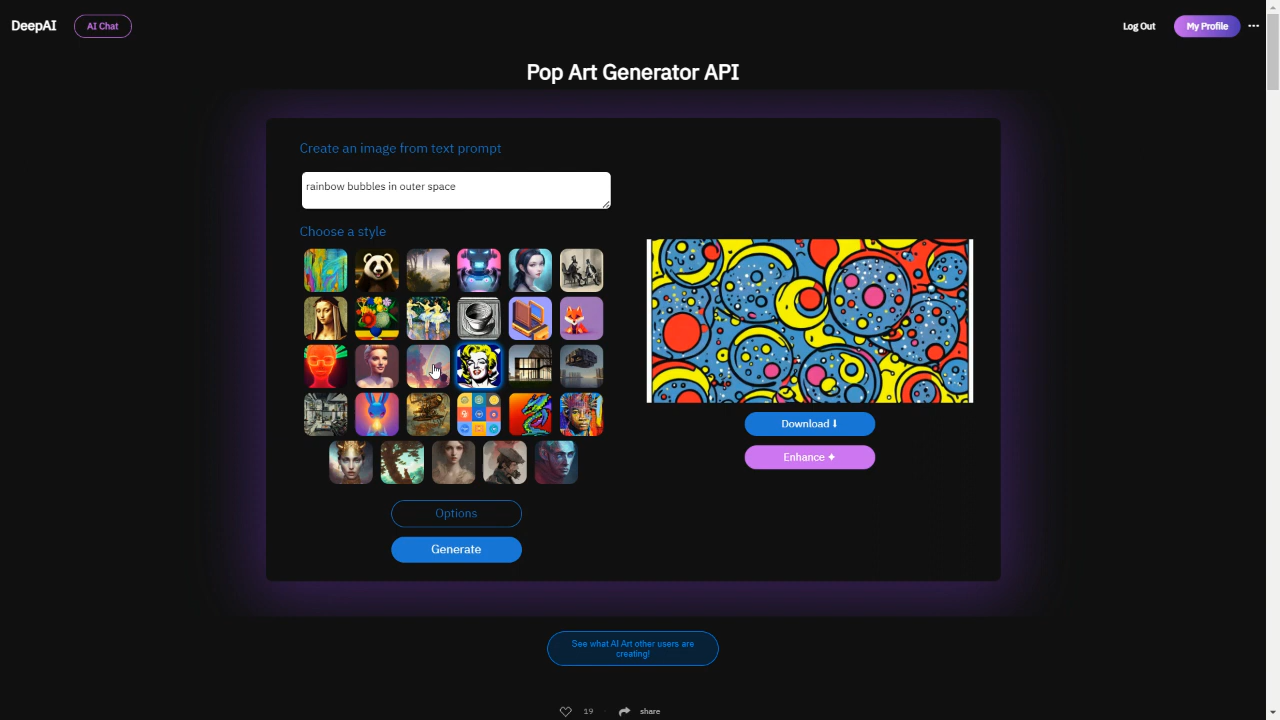 DeepAI
AI Chat
Log Out
My Profile
Pop Art Generator API
Create an image from text prompt
rainbow bubbles in outer space
Choose a style
Download
Enhance
Options
Generate
See what AI Art other users are
creating!
19
share